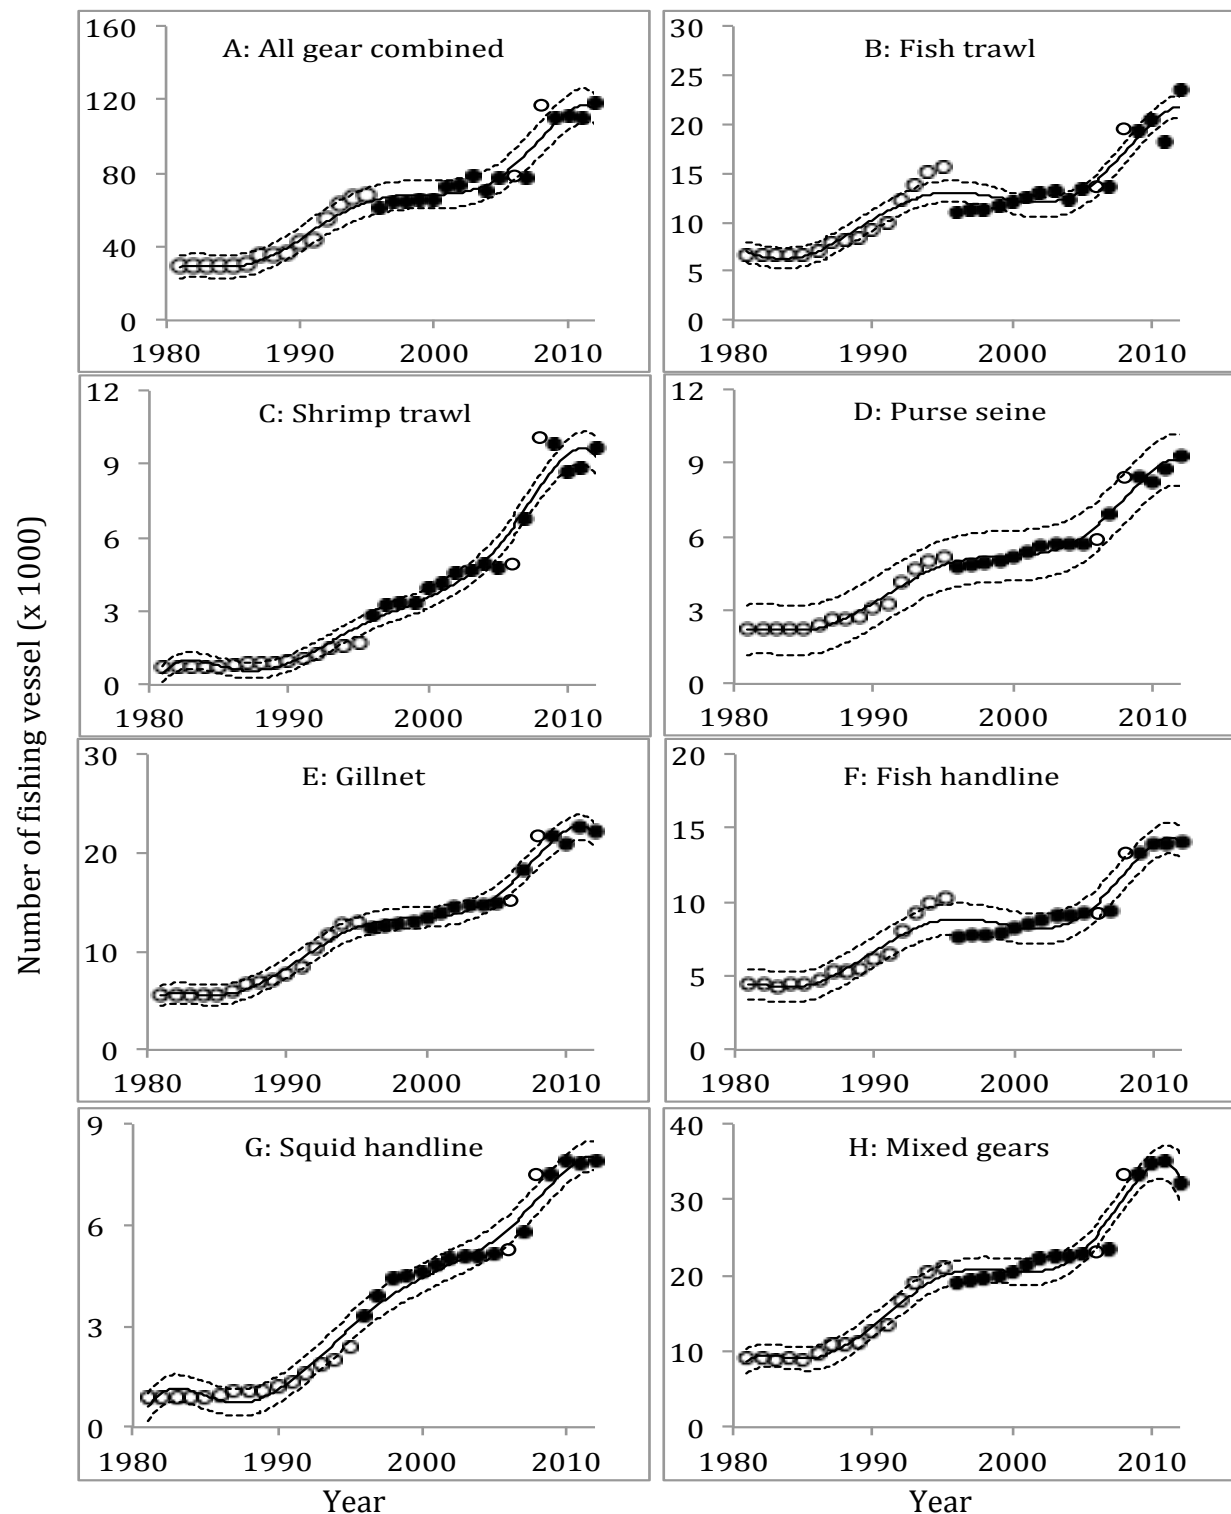 Number of fishing vessel (x 1000)
A: All gear combined
160
120
80
40
0
1980 1990 2000 2010
B: Fish trawl
30
25
20
15
10
5
0
1980 1990 2000 2010
C: Shrimp trawl
12
9
6
3
0
1980 1990 2000 2010
D: Purse seine
12
9
6
3
0
1980 1990 2000 2010
E: Gillnet
30
20
10
0
1980 1990 2000 2010
F: Fish handline
20
15
10
5
0
1980 1990 2000 2010
G: Squid handline
9
6
3
0
1980 1990 2000 2010
Year
H: Mixed gears
40
30
20
10
0
1980 1990 2000 2010
Year